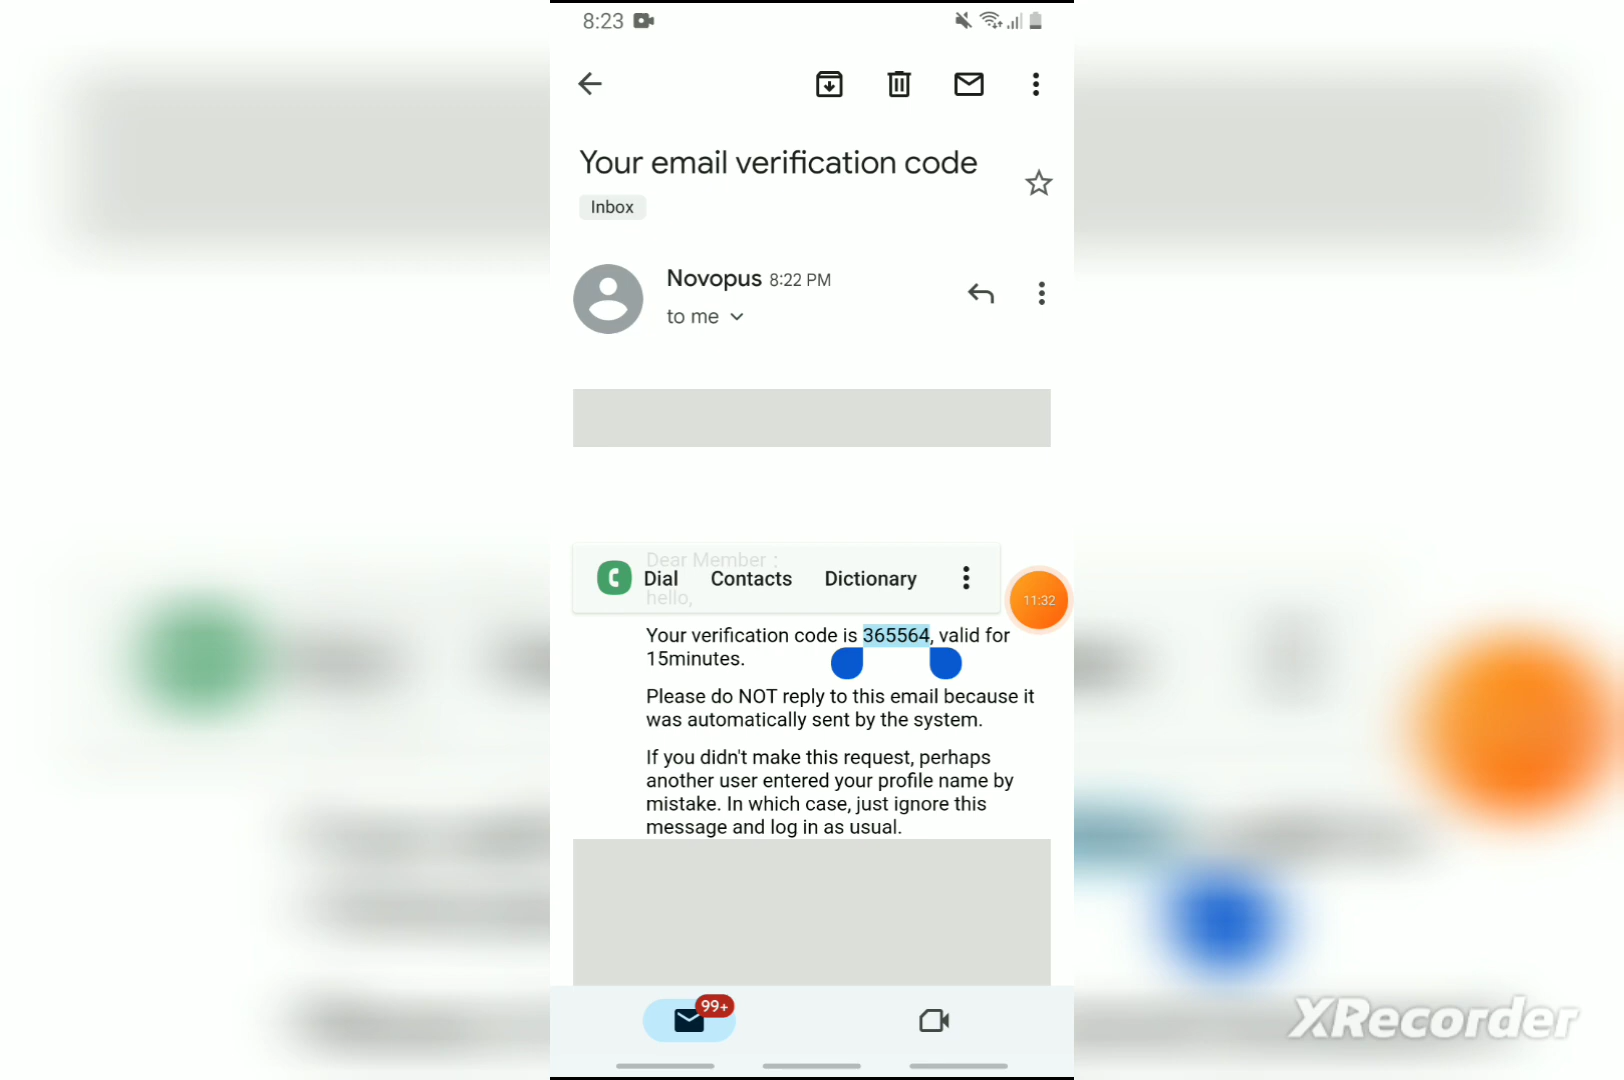 8:23
Your email verification code
Inbox
Novopus 8:22 PM
to me
Dear Member :
Dial Contacts Dictionary
hello,
11:32
Your verification code is 365564, valid for
15minutes.
Please do NOT reply to this email because it
was automatically sent by the system.
If you didn't make this request, perhaps
another user entered your profile name by
mistake. In which case, just ignore this
message and log in as usual.
99+
XRecorder